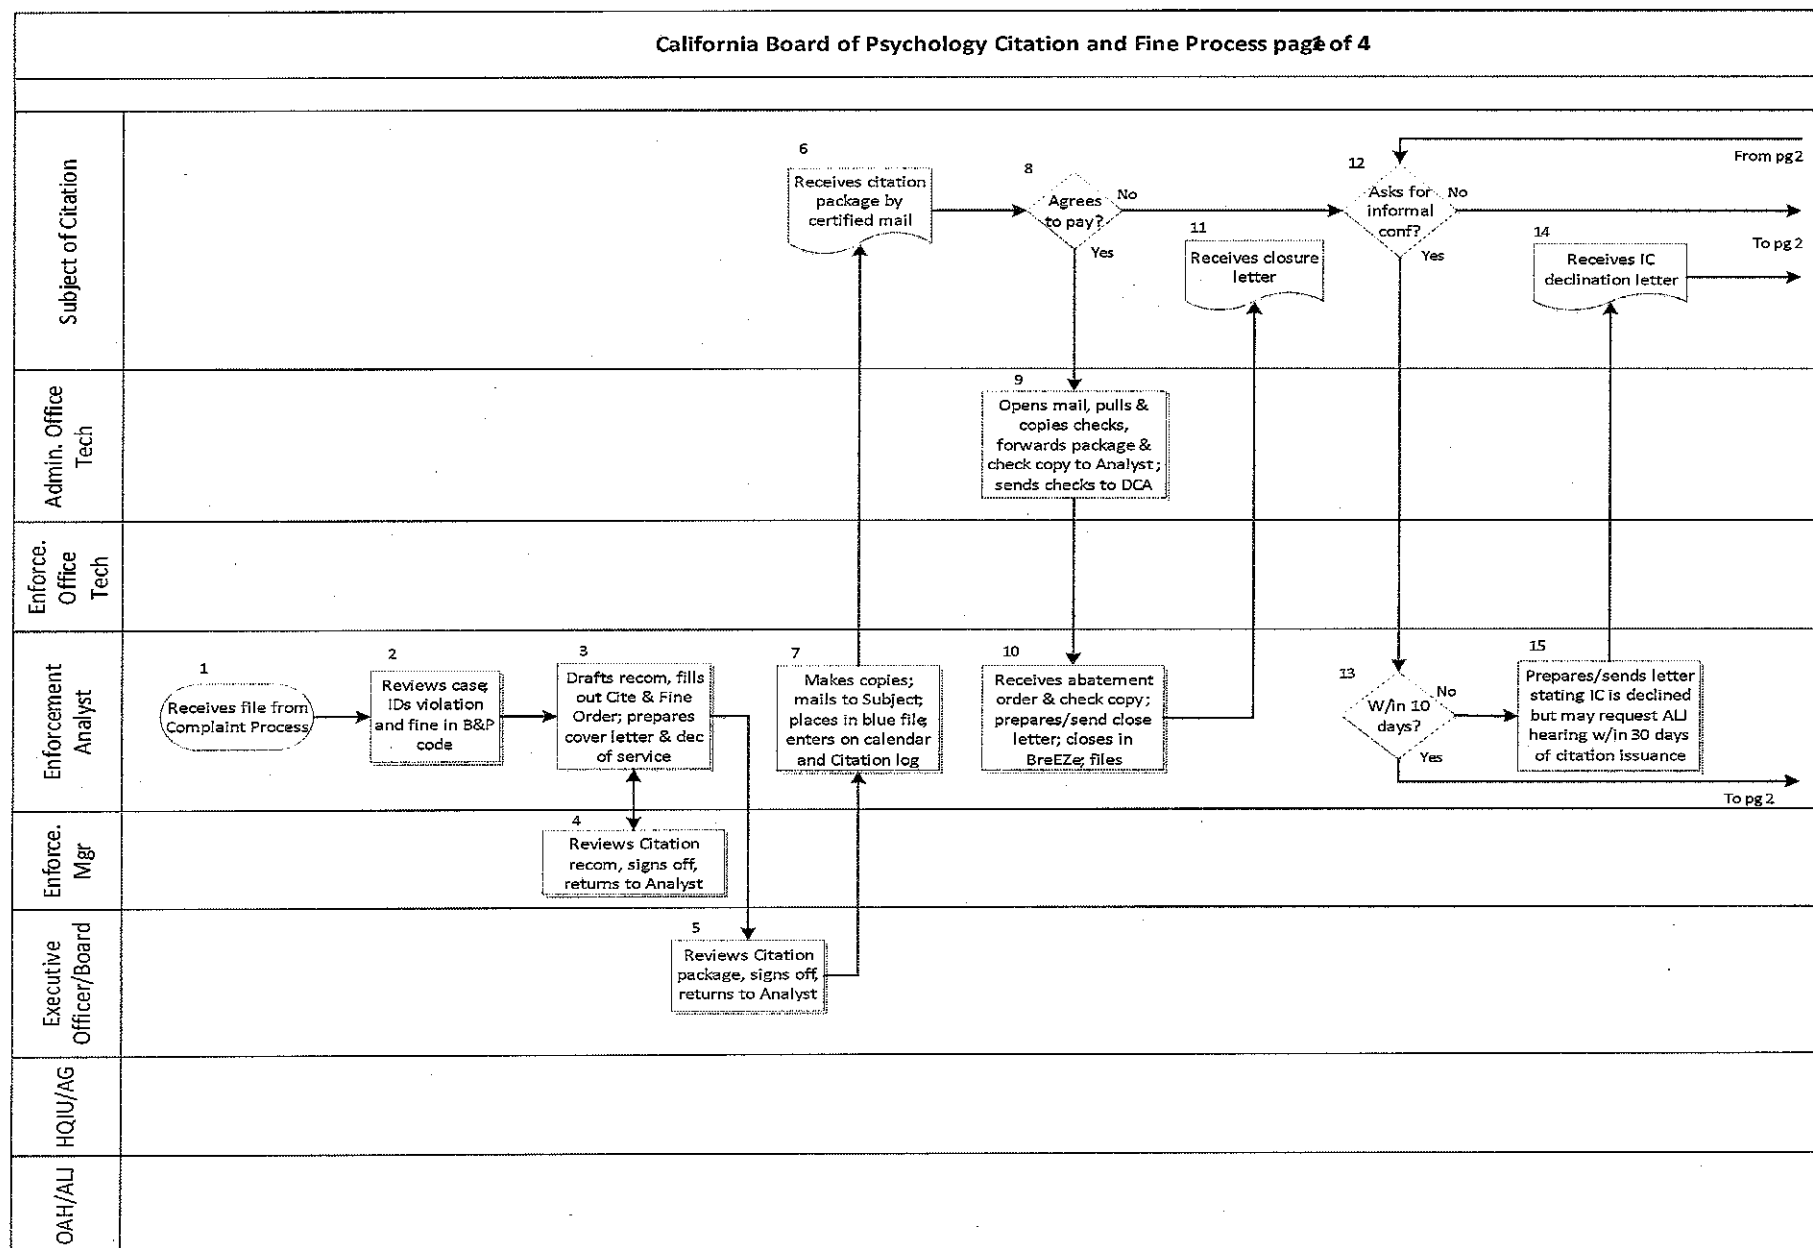 California Board of Psychology Citation and Fine Process page of 4
Subject of Citation
6
Receives citation
package by
certified mail
8
Agrees
to pay?
No
Yes
11
Receives closure
letter
12
Asks for
informal
conf?
No
Yes
From pg 2
To pg 2
14
Receives IC
declination letter
Admin. Office
Tech
9
Opens mail, pulls &
copies checks,
forwards package &
check copy to Analyst;
sends checks to DCA
Enforce.
Office
Tech
Enforcement
Analyst
1
Receives file from
Complaint Process
2
Reviews case;
IDs violation
and fine in B&P
code
3
Drafts recom, fills
out Cite & Fine
Order; prepares
cover letter & dec
of service
7
Makes copies;
mails to Subject;
places in blue file;
enters on calendar
and Citation log
10
Receives abatement
order & check copy;
prepares/send close
letter; closes in
BreEZe; files
13
W/in 10
days?
No
Yes
15
Prepares/sends letter
stating IC is declined
but may request ALJ
hearing w/in 30 days
of citation issuance
To pg 2
Enforce.
Mgr
4
Reviews Citation
recom, signs off,
returns to Analyst
Executive
Officer/Board
5
Reviews Citation
package, signs off,
returns to Analyst
HQIU/AG
OAH/ALJ